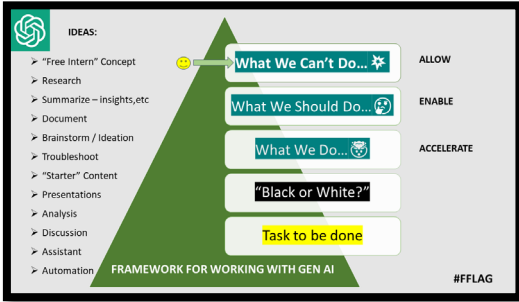 IDEAS:
➢ “Free Intern” Concept
➢ Research
➢ Summarize – insights,etc
➢ Document
➢ Brainstorm / Ideation
➢ Troubleshoot
➢ “Starter” Content
➢ Presentations
➢ Analysis
➢ Discussion
➢ Assistant
➢ Automation
What We Can’t Do...
ALLOW
What We Should Do...
ENABLE
What We Do...
ACCELERATE
“Black or White?”
Task to be done
FRAMEWORK FOR WORKING WITH GEN AI
#FFLAG